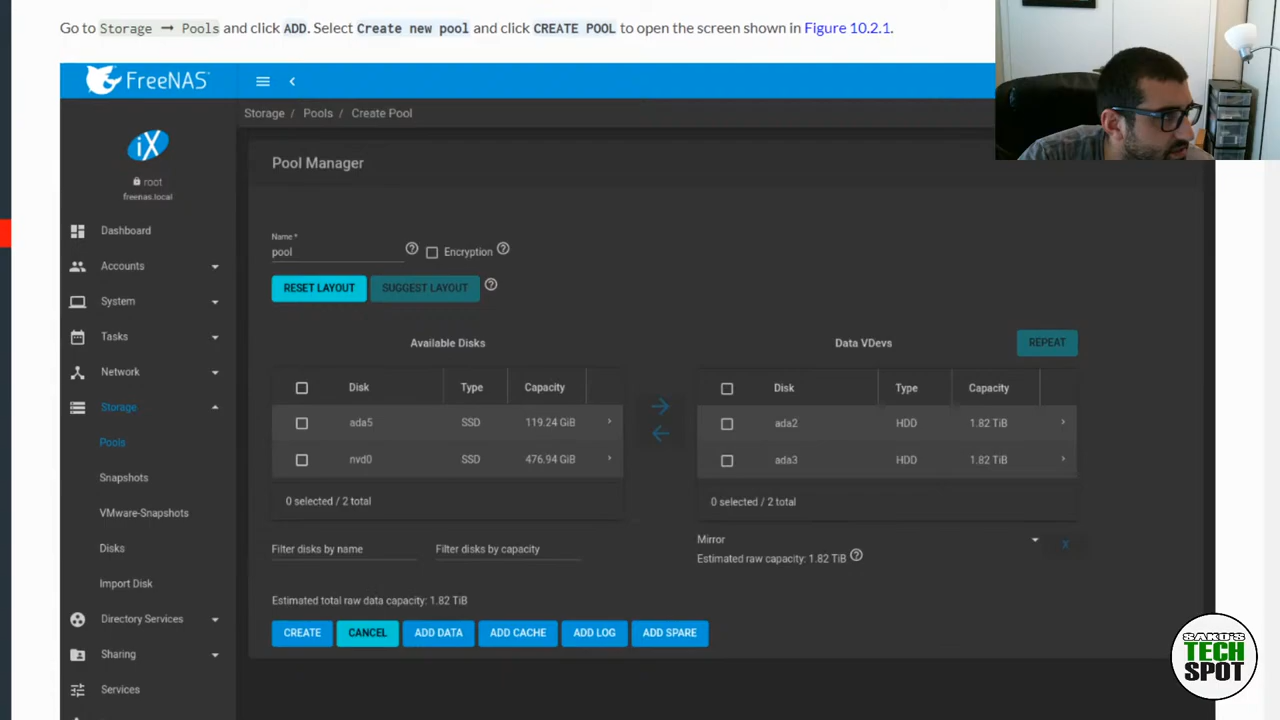 Go to Storage → Pools and click ADD. Select Create new pool and click CREATE POOL to open the screen shown in Figure 10.2.1.
FreeNAS
Storage / Pools / Create Pool
iX
root
freenas.local
Dashboard
Accounts
System
Tasks
Network
Storage
Pools
Snapshots
VMware-Snapshots
Disks
Import Disk
Directory Services
Sharing
Services
Pool Manager
Name *
pool
Encryption
RESET LAYOUT SUGGEST LAYOUT
Available Disks
Disk Type Capacity
ada5 SSD 119.24 GiB
nvd0 SSD 476.94 GiB
0 selected / 2 total
Filter disks by name Filter disks by capacity
Data VDevs REPEAT
Disk Type Capacity
ada2 HDD 1.82 TiB
ada3 HDD 1.82 TiB
0 selected / 2 total
Mirror
X
Estimated raw capacity: 1.82 TiB
Estimated total raw data capacity: 1.82 TiB
CREATE CANCEL ADD DATA ADD CACHE ADD LOG ADD SPARE
SAKO'S
TECH
SPOT